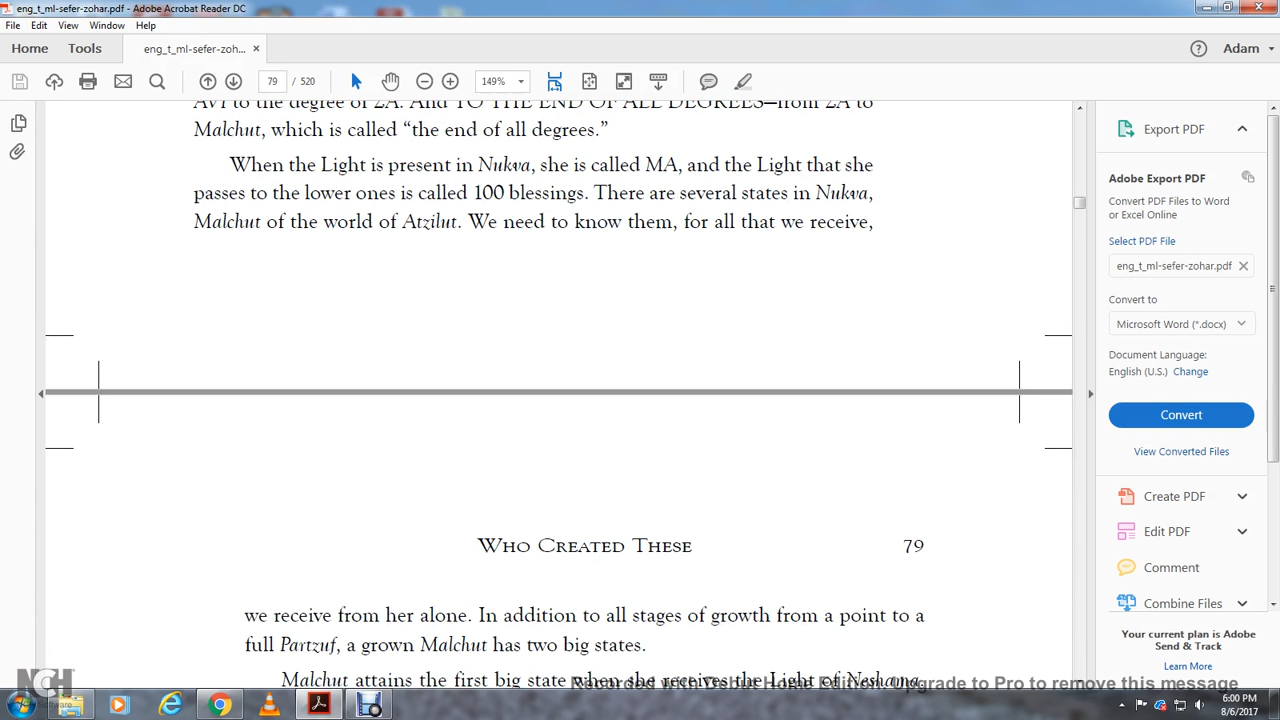 eng_t_ml-sefer-zohar.pdf - Adobe Acrobat Reader DC
File Edit View Window Help
Home Tools eng_t_ml-sefer-zoh... × Adam
79 / 520 149%
AVI to the degree of ZA. And TO THE END OF ALL DEGREES—from ZA to
Malchut, which is called “the end of all degrees.”
When the Light is present in Nukva, she is called MA, and the Light that she
passes to the lower ones is called 100 blessings. There are several states in Nukva,
Malchut of the world of Atzilut. We need to know them, for all that we receive,
WHO CREATED THESE 79
we receive from her alone. In addition to all stages of growth from a point to a
full Partzuf, a grown Malchut has two big states.
Malchut attains the first big state when she receives the Light of Neshama.
Export PDF
Adobe Export PDF
Convert PDF Files to Word
or Excel Online
Select PDF File
eng_t_ml-sefer-zohar.pdf
Convert to
Microsoft Word (*.docx)
Document Language:
English (U.S.) Change
Convert
View Converted Files
Create PDF
Edit PDF
Comment
Combine Files
Your current plan is Adobe
Send & Track
Learn More
NCH
Software
Recorded with Debut Home Edition. Upgrade to Pro to remove this message
6:00 PM
8/6/2017